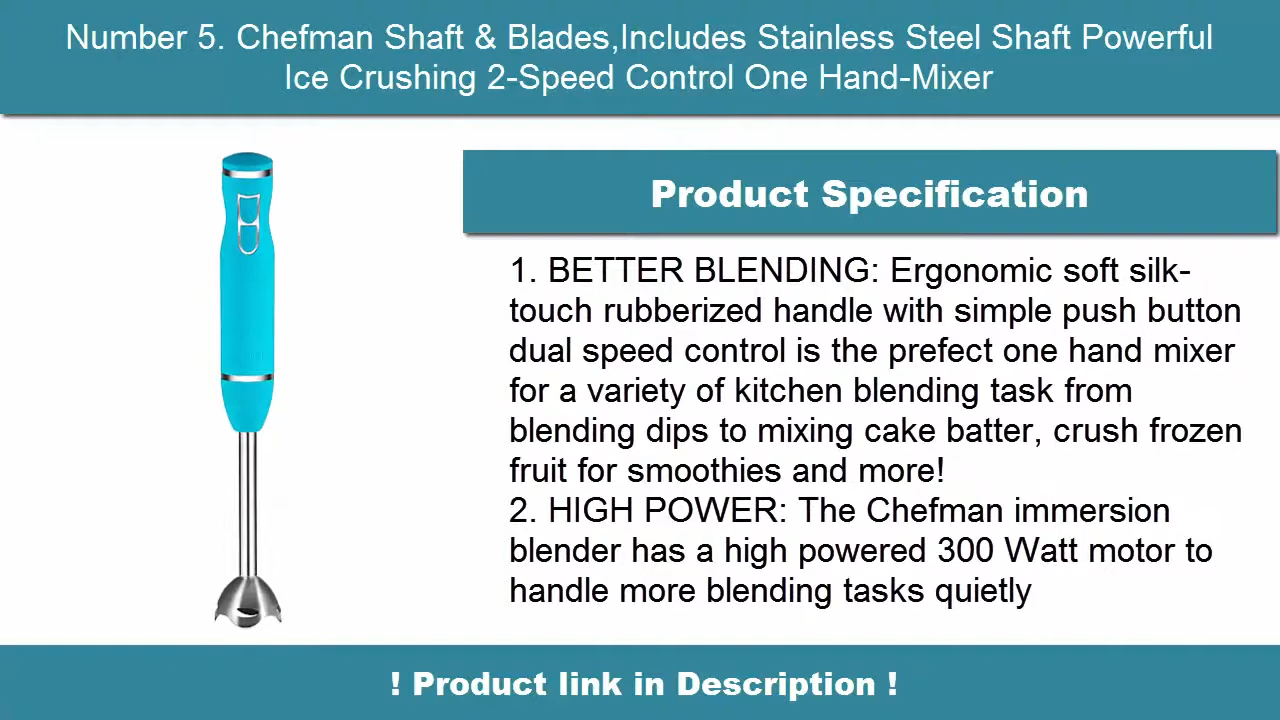 Number 5. Chefman Shaft & Blades,Includes Stainless Steel Shaft Powerful
Ice Crushing 2-Speed Control One Hand-Mixer
Product Specification
1. BETTER BLENDING: Ergonomic soft silk-
touch rubberized handle with simple push button
dual speed control is the prefect one hand mixer
for a variety of kitchen blending task from
blending dips to mixing cake batter, crush frozen
fruit for smoothies and more!
2. HIGH POWER: The Chefman immersion
blender has a high powered 300 Watt motor to
handle more blending tasks quietly
! Product link in Description !